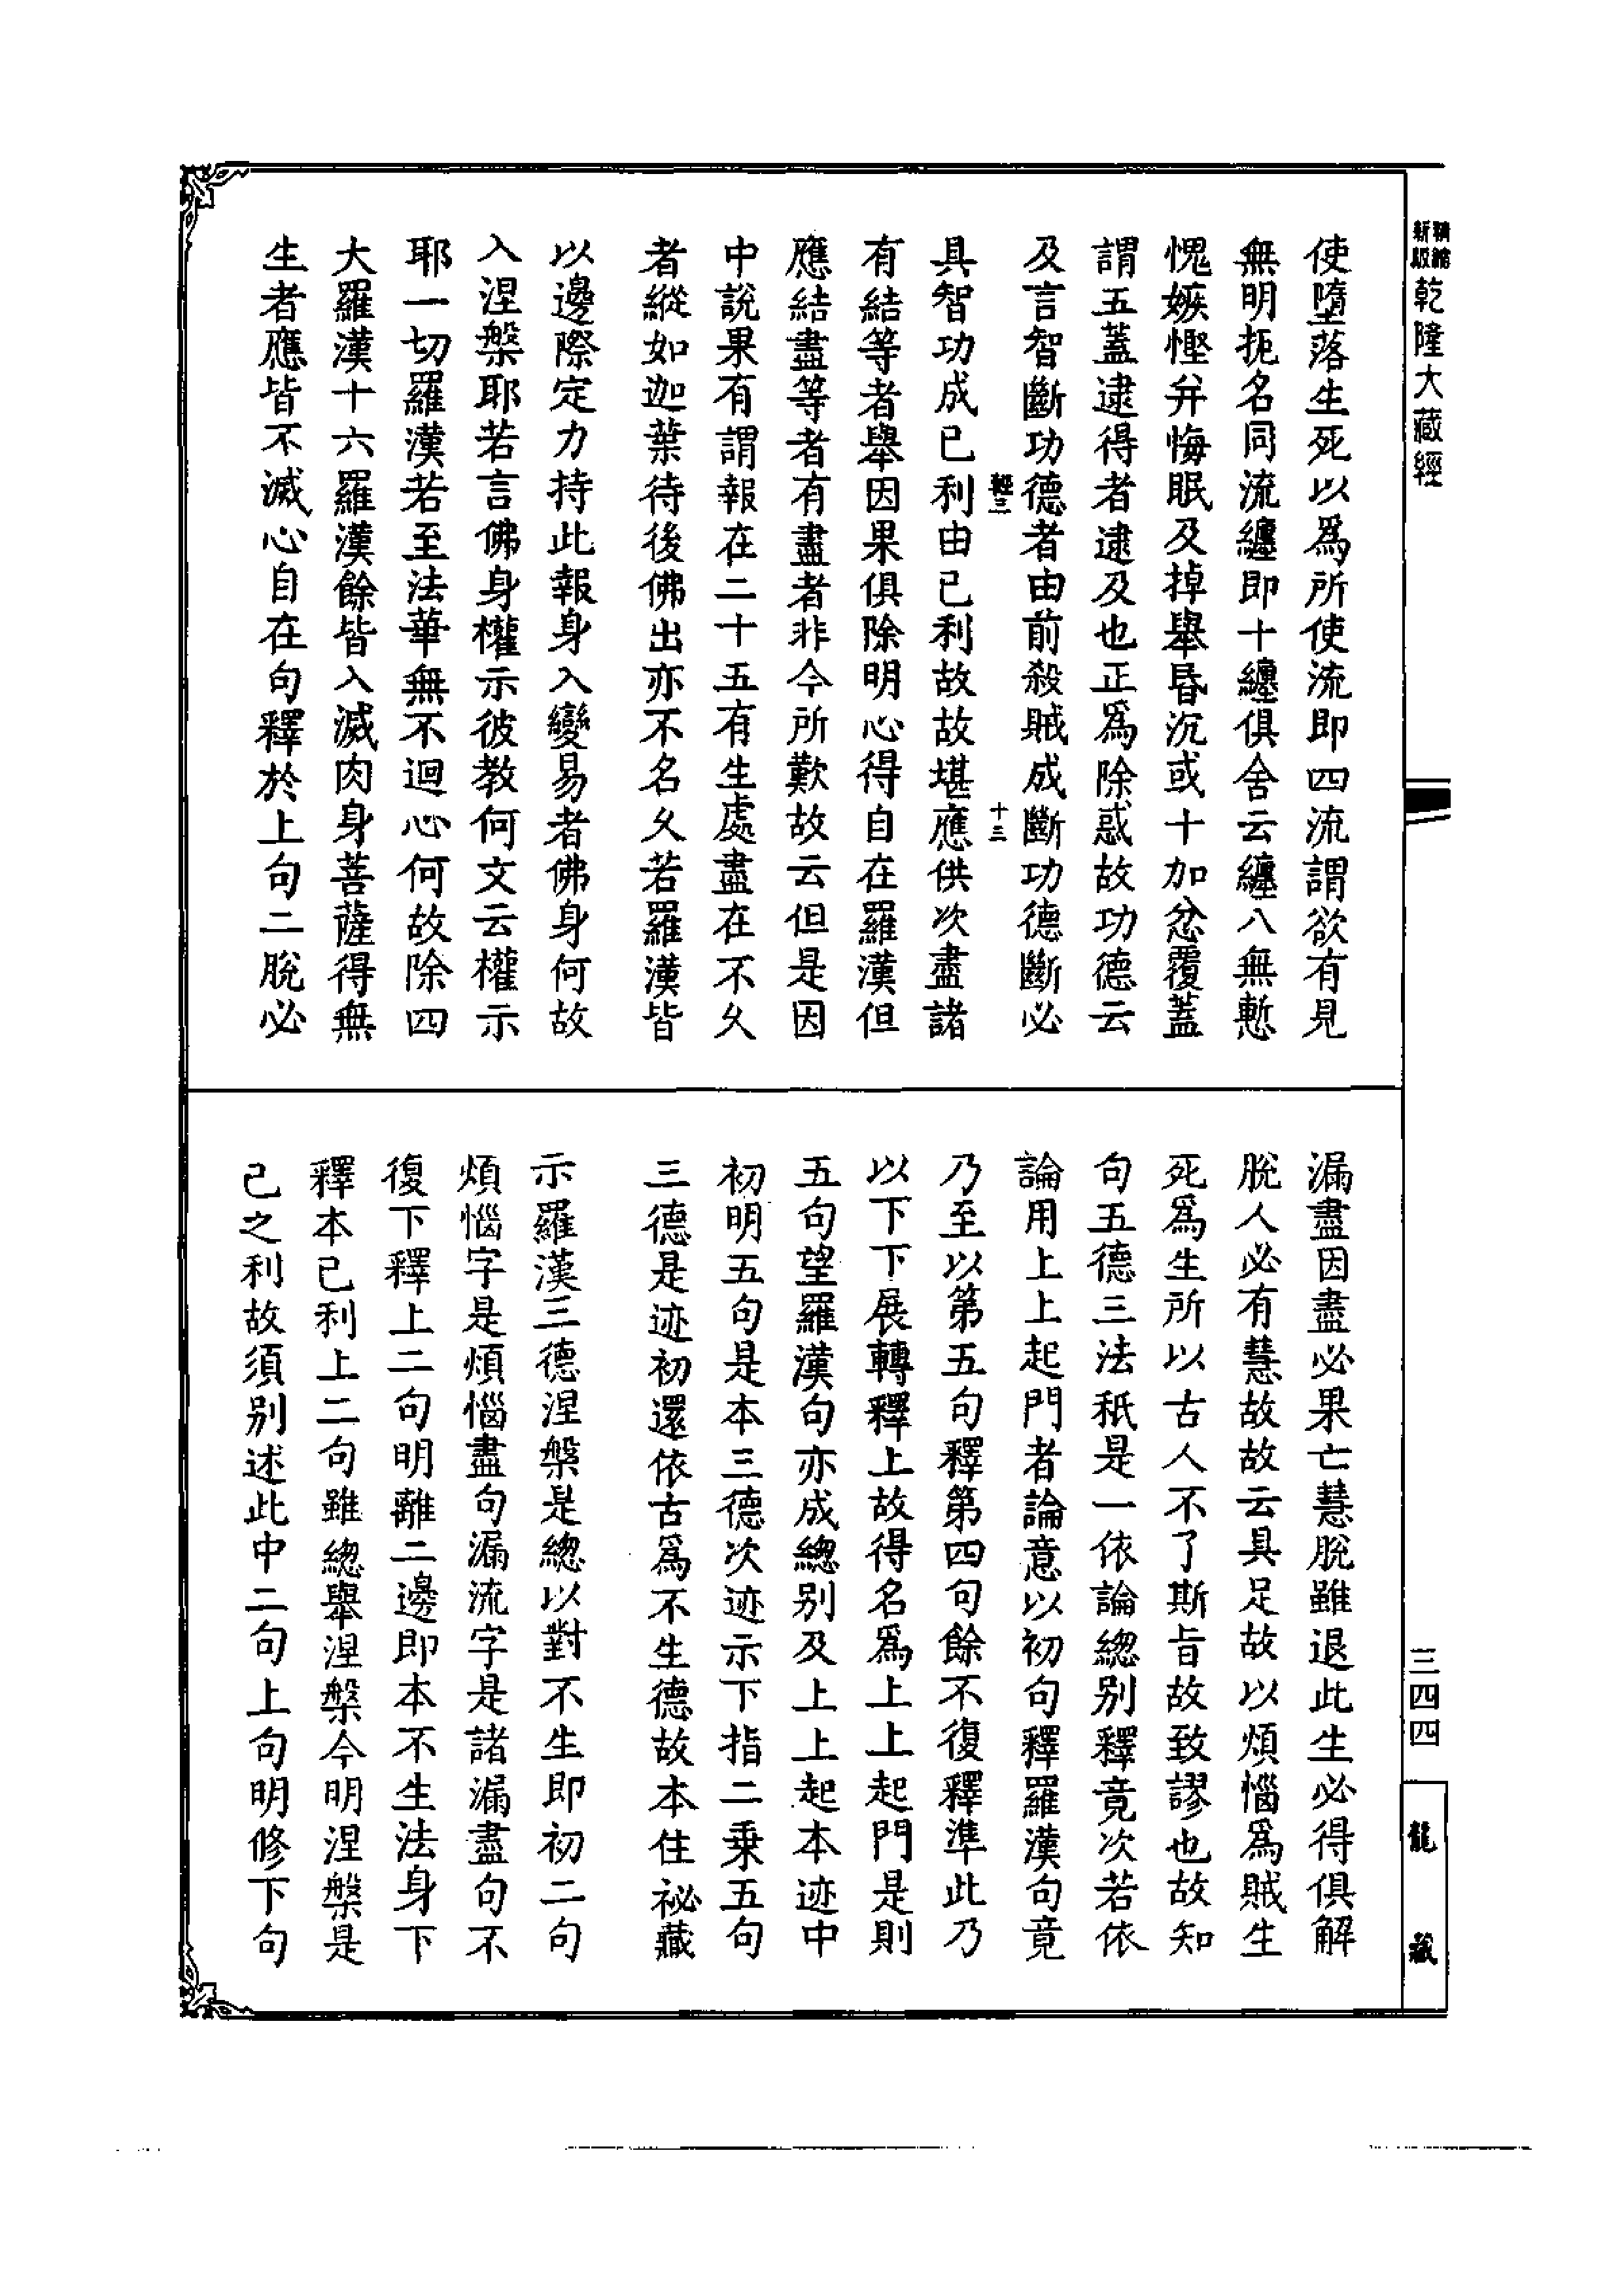 精縮
新版
乾隆大藏經
三四四
龍藏
使墮落生死以爲所使流即四流謂欲有見
無明扼名同流纏即十纏俱舍云纏八無慙
愧嫉慳弁悔眠及掉舉昏沉或十加忿覆蓋
謂五蓋逮得者逮及也正爲除惑故功德云
及言智斷功德者由前殺賊成斷功德斷必
輕三
十三
具智功成已利由已利故故堪應供次盡諸
有結等者舉因果俱除明心得自在羅漢但
應結盡等者有盡者非今所歎故云但是因
中說果有謂報在二十五有生處盡在不久
者縱如迦葉待後佛出亦不名久若羅漢皆
以邊際定力持此報身入變易者佛身何故
入涅槃耶若言佛身權示彼教何文云權示
耶一切羅漢若至法華無不迴心何故除四
大羅漢十六羅漢餘皆入滅肉身菩薩得無
生者應皆不滅心自在句釋於上句二脫必
漏盡因盡必果亡慧脫雖退此生必得俱解
脫人必有慧故故云具足故以煩惱爲賊生
死爲生所以古人不了斯旨故致謬也故知
句五德三法秖是一依論總別釋竟次若依
論用上上起門者論意以初句釋羅漢句竟
乃至以第五句釋第四句餘不復釋準此乃
以下下展轉釋上故得名爲上上起門是則
五句望羅漢句亦成總別及上上起本迹中
初明五句是本三德次迹示下指二乘五句
三德是迹初還依古爲不生德故本住祕藏
示羅漢三德涅槃是總以對不生即初二句
煩惱字是煩惱盡句漏流字是諸漏盡句不
復下釋上二句明離二邊即本不生法身下
釋本已利上二句雖總舉涅槃今明涅槃是
己之利故須別述此中二句上句明修下句